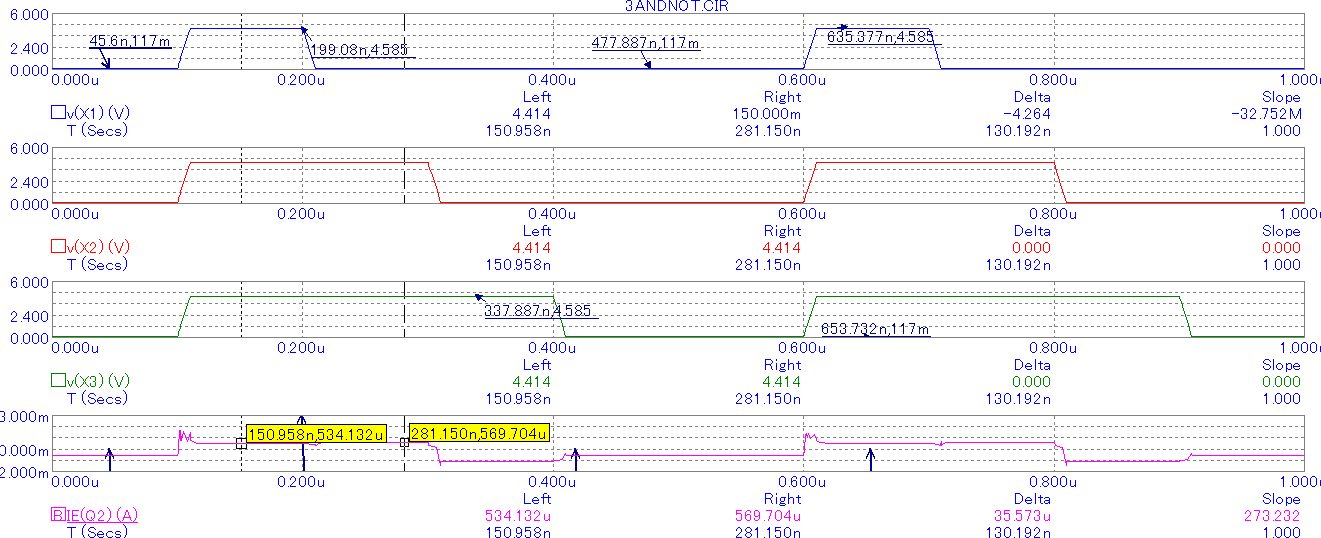 3ANDNOT.CIR
6.000
45.6n,117m
199.08n,4.585
477.887n,117m
635.377n,4.585
2.400
0.000
0.000u 0.200u 0.400u 0.600u 0.800u 1.000u
Left Right Delta Slope
v(X1) (V) 4.414 150.000m -4.264 -32.752M
T (Secs) 150.958n 281.150n 130.192n 1.000
6.000
2.400
0.000
0.000u 0.200u 0.400u 0.600u 0.800u 1.000u
Left Right Delta Slope
v(X2) (V) 4.414 4.414 0.000 0.000
T (Secs) 150.958n 281.150n 130.192n 1.000
6.000
2.400
337.887n,4.585
653.732n,117m
0.000
0.000u 0.200u 0.400u 0.600u 0.800u 1.000u
Left Right Delta Slope
v(X3) (V) 4.414 4.414 0.000 0.000
T (Secs) 150.958n 281.150n 130.192n 1.000
3.000m
150.958n,534.132u
281.150n,569.704u
0.000m
2.000m
0.000u 0.200u 0.400u 0.600u 0.800u 1.000u
Left Right Delta Slope
B IE(Q2) (A) 534.132u 569.704u 35.573u 273.232
T (Secs) 150.958n 281.150n 130.192n 1.000